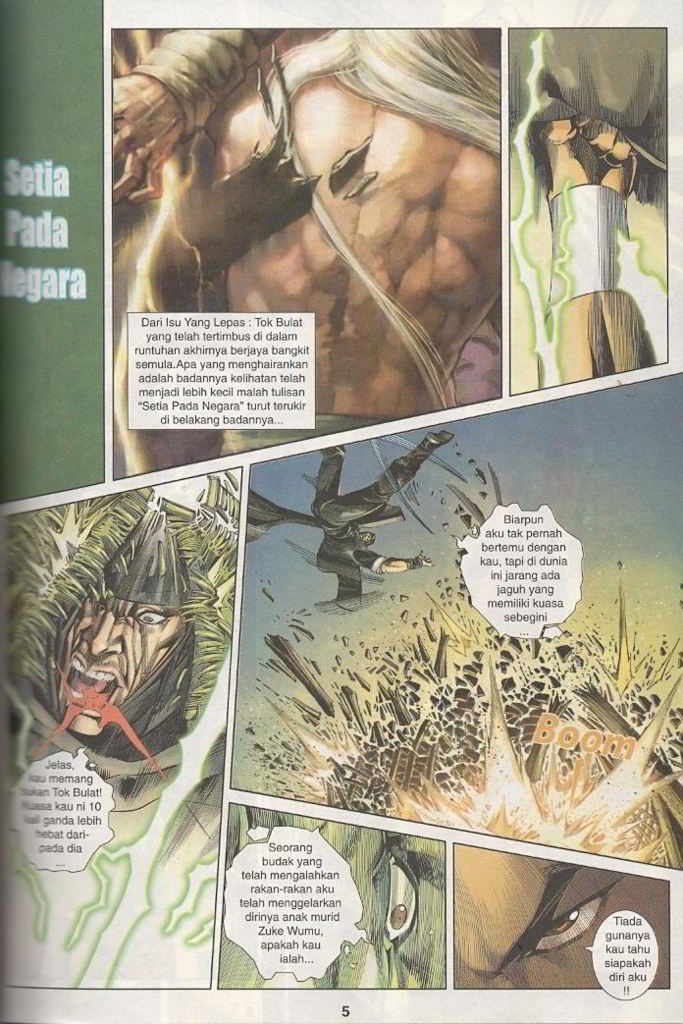 Setia
Pada
Negara
Dari Isu Yang Lepas : Tok Bulat
yang telah tertimbus di dalam
runtuhan akhirnya berjaya bangkit
semula.Apa yang menghairankan
adalah badannya kelihatan telah
menjadi lebih kecil malah tulisan
“Setia Pada Negara” turut terukir
di belakang badannya...
Biarpun
aku tak pernah
bertemu dengan
kau, tapi di dunia
ini jarang ada
jaguh yang
memiliki kuasa
sebegini
...
Boom
Jelas,
kau memang
bukan Tok Bulat!
Kuasa kau ni 10
kali ganda lebih
hebat dari-
pada dia
...
Seorang
budak yang
telah mengalahkan
rakan-rakan aku
telah menggelarkan
dirinya anak murid
Zuke Wumu,
apakah kau
ialah...
Tiada
gunanya
kau tahu
siapakah
diri aku
!!
5